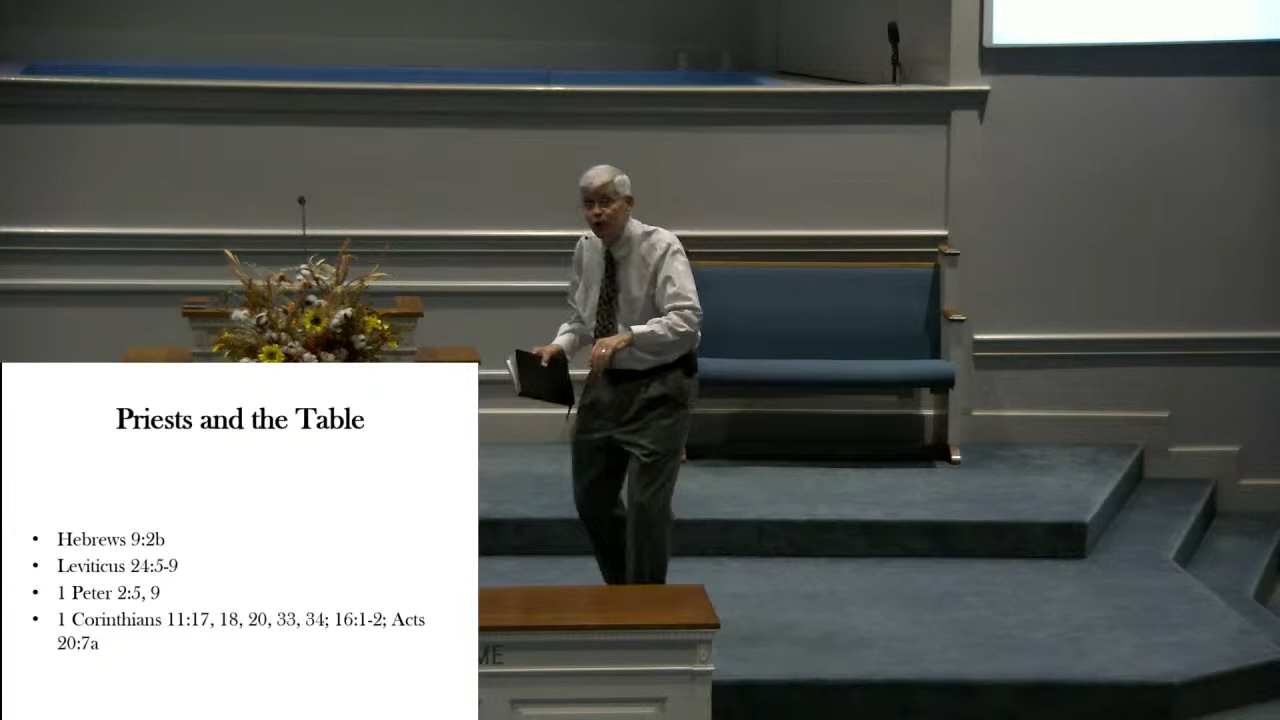 Priests and the Table
• Hebrews 9:2b
• Leviticus 24:5-9
• 1 Peter 2:5, 9
• 1 Corinthians 11:17, 18, 20, 33, 34; 16:1-2; Acts
20:7a
ME